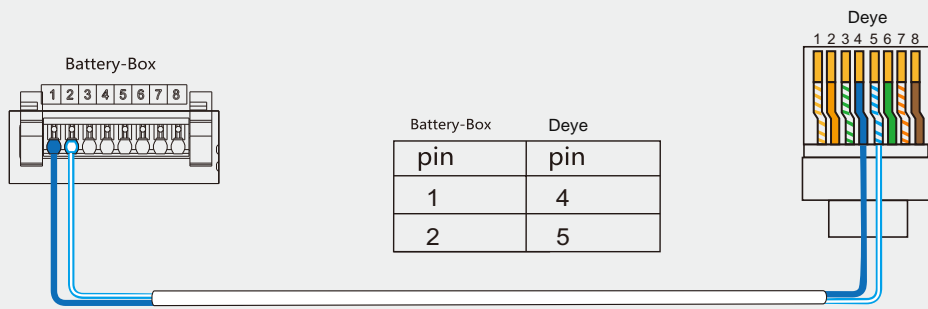 Deye
1 2 3 4 5 6 7 8
Battery-Box
1 2 3 4 5 6 7 8
Battery-Box Deye
pin pin
1 4
2 5